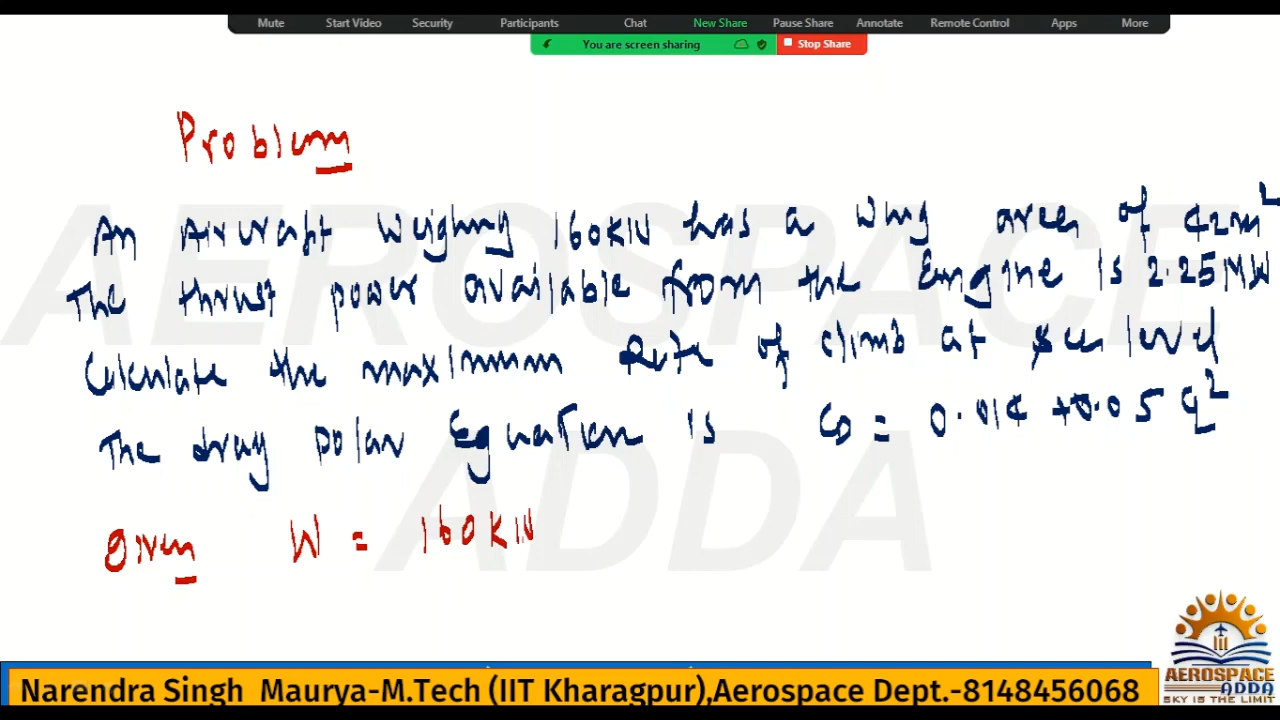 Mute Start Video Security Participants Chat New Share Pause Share Annotate Remote Control Apps More
You are screen sharing Stop Share
Problem
An Aircraft Weighing 160KN has a Wing area of 42m²
The thrust power available from the Engine is 2.25MW
Calculate the maximum Rate of climb at sea level
The drag polar Equation is CD = 0.014 +0.05 CL²
given W = 160KN
AEROSPACE
ADDA
Narendra Singh Maurya-M.Tech (IIT Kharagpur),Aerospace Dept.-8148456068
AEROSPACE
ADDA
SKY IS THE LIMIT